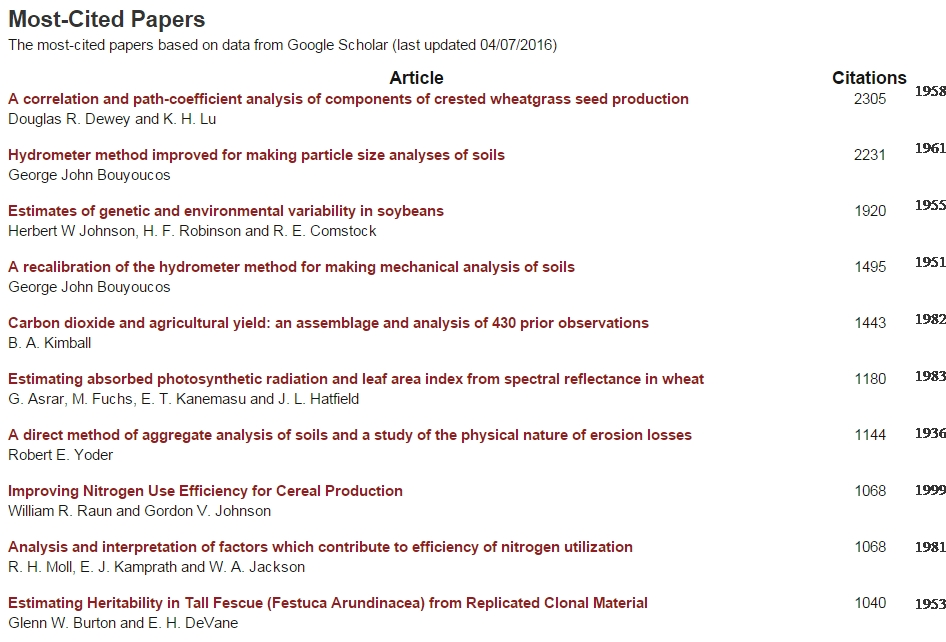 Most-Cited Papers
The most-cited papers based on data from Google Scholar (last updated 04/07/2016)
Article Citations
A correlation and path-coefficient analysis of components of crested wheatgrass seed production 2305 1958
Douglas R. Dewey and K. H. Lu
Hydrometer method improved for making particle size analyses of soils 2231 1961
George John Bouyoucos
Estimates of genetic and environmental variability in soybeans 1920 1955
Herbert W Johnson, H. F. Robinson and R. E. Comstock
A recalibration of the hydrometer method for making mechanical analysis of soils 1495 1951
George John Bouyoucos
Carbon dioxide and agricultural yield: an assemblage and analysis of 430 prior observations 1443 1982
B. A. Kimball
Estimating absorbed photosynthetic radiation and leaf area index from spectral reflectance in wheat 1180 1983
G. Asrar, M. Fuchs, E. T. Kanemasu and J. L. Hatfield
A direct method of aggregate analysis of soils and a study of the physical nature of erosion losses 1144 1936
Robert E. Yoder
Improving Nitrogen Use Efficiency for Cereal Production 1068 1999
William R. Raun and Gordon V. Johnson
Analysis and interpretation of factors which contribute to efficiency of nitrogen utilization 1068 1981
R. H. Moll, E. J. Kamprath and W. A. Jackson
Estimating Heritability in Tall Fescue (Festuca Arundinacea) from Replicated Clonal Material 1040 1953
Glenn W. Burton and E. H. DeVane